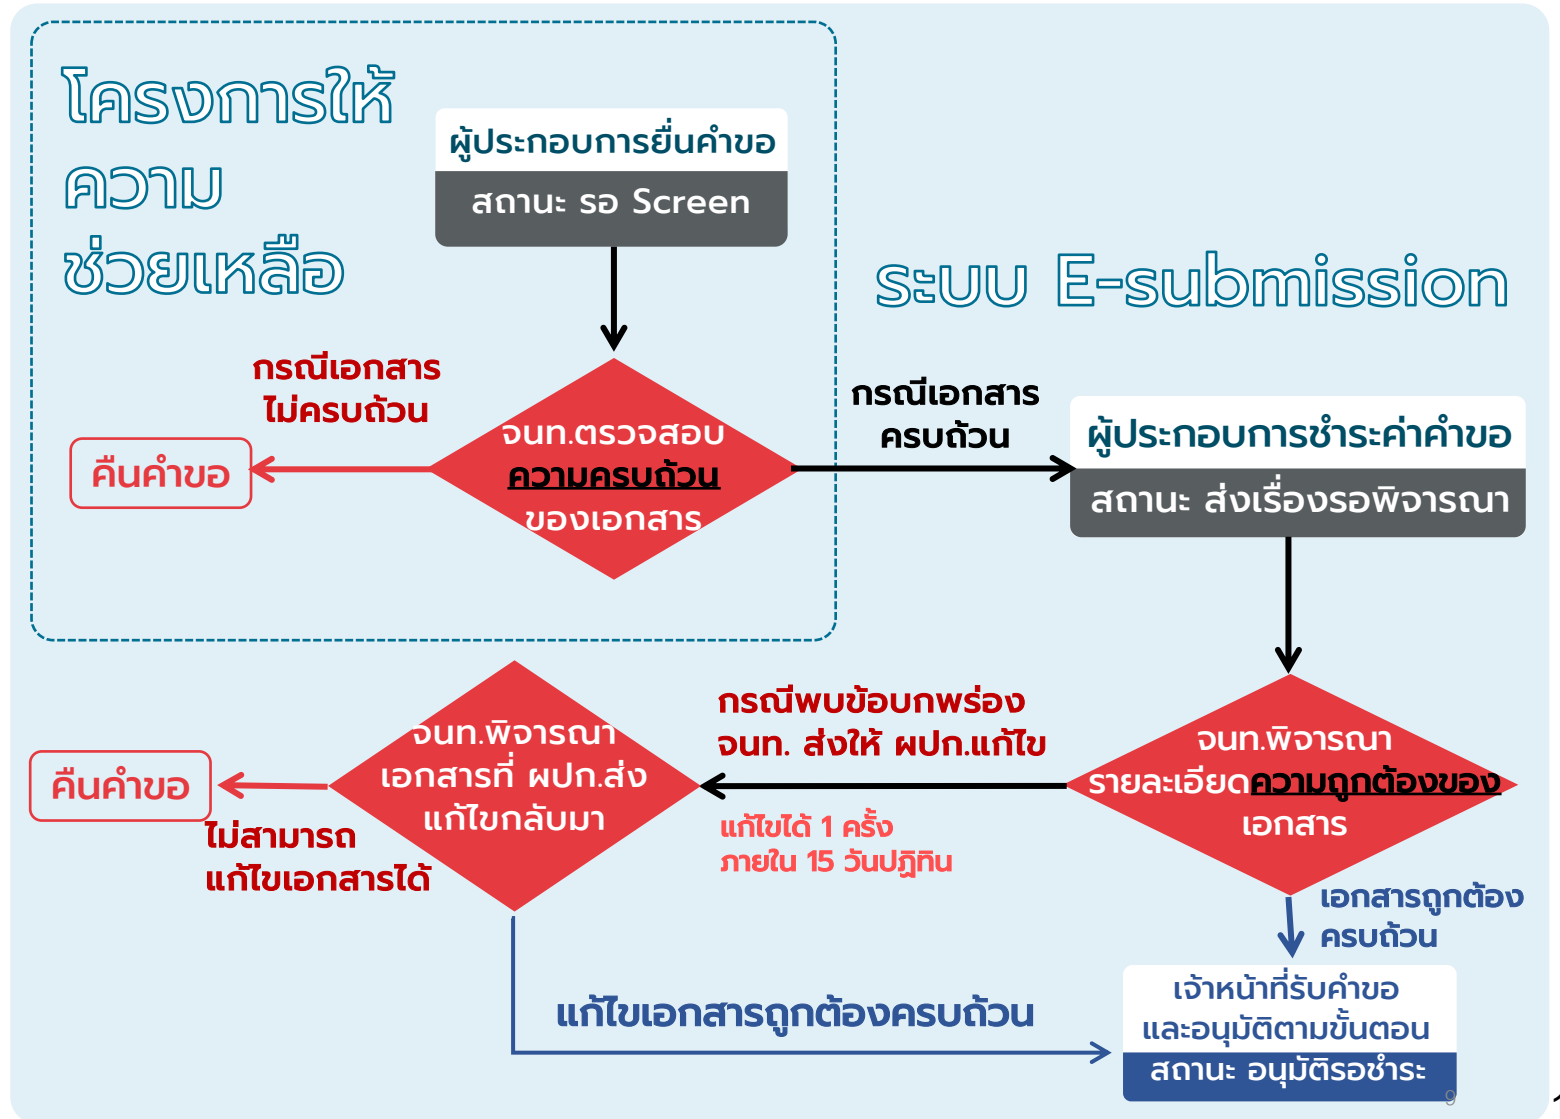 โครงการให้
ความ
ช่วยเหลือ
ผู้ประกอบการยื่นคำขอ
สถานะ รอ Screen
ระบบ E-submission
กรณีเอกสาร
ไม่ครบถ้วน
คืนคำขอ
จนท.ตรวจสอบ
ความครบถ้วน
ของเอกสาร
กรณีเอกสาร
ครบถ้วน
ผู้ประกอบการชำระค่าคำขอ
สถานะ ส่งเรื่องรอพิจารณา
จนท.พิจารณา
รายละเอียดความถูกต้องของ
เอกสาร
กรณีพบข้อบกพร่อง
จนท. ส่งให้ ผปก.แก้ไข
แก้ไขได้ 1 ครั้ง
ภายใน 15 วันปฏิทิน
จนท.พิจารณา
เอกสารที่ ผปก.ส่ง
แก้ไขกลับมา
คืนคำขอ
ไม่สามารถ
แก้ไขเอกสารได้
เอกสารถูกต้อง
ครบถ้วน
แก้ไขเอกสารถูกต้องครบถ้วน
เจ้าหน้าที่รับคำขอ
และอนุมัติตามขั้นตอน
สถานะ อนุมัติรอชำระ
9